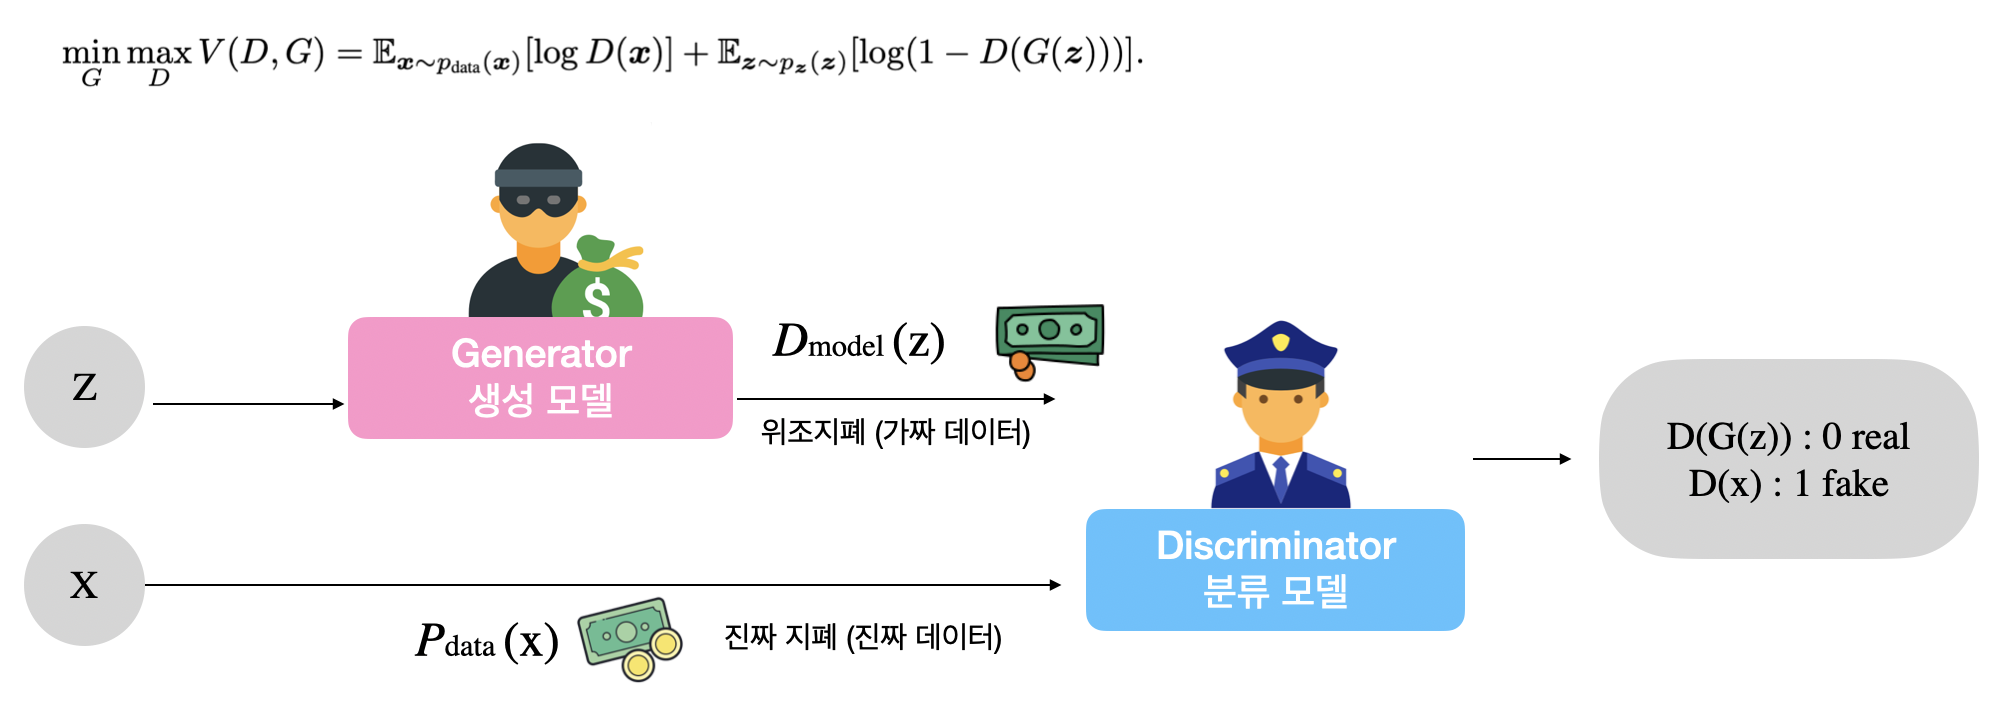 min max V(D, G) = 𝔼x∼pdata(x)[log D(x)] + 𝔼z∼pz(z)[log(1 − D(G(z)))].
G D
$
z
Generator
생성 모델
Dmodel (z)
위조지폐 (가짜 데이터)
D(G(z)) : 0 real
D(x) : 1 fake
x
Discriminator
분류 모델
Pdata (x)
진짜 지폐 (진짜 데이터)